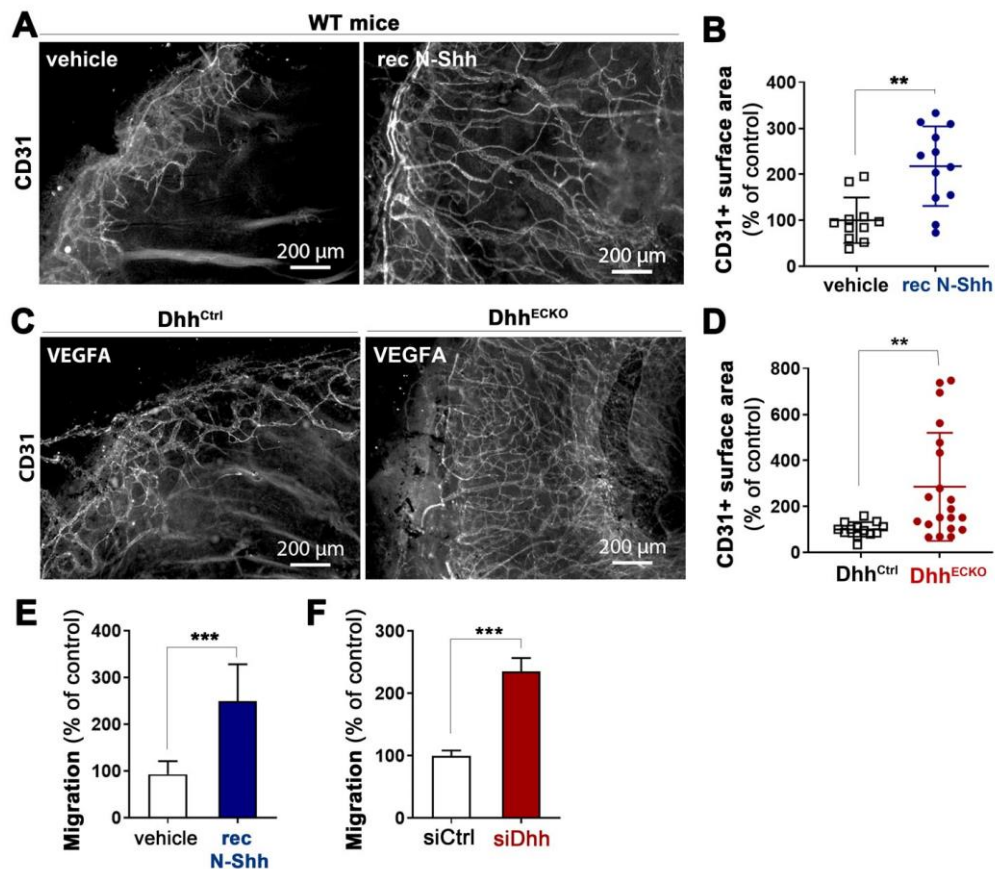 A
WT mice
vehicle
rec N-Shh
CD31
200 µm
200 µm
B
**
CD31+ surface area
(% of control)
400
300
200
100
0
vehicle
rec N-Shh
C
Dhh^Ctrl
Dhh^ECKO
VEGFA
VEGFA
CD31
200 µm
200 µm
D
**
CD31+ surface area
(% of control)
800
600
400
200
0
Dhh^Ctrl
Dhh^ECKO
E
***
Migration (% of control)
400
300
200
100
0
vehicle
rec
N-Shh
F
***
Migration (% of control)
300
200
100
0
siCtrl
siDhh